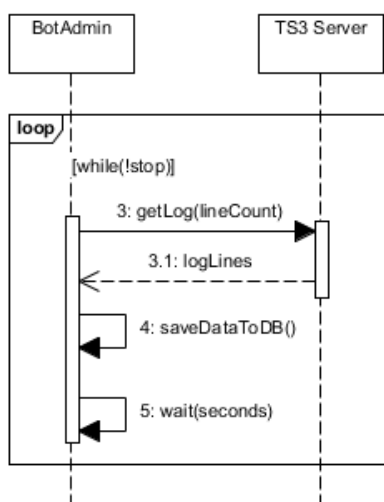 BotAdmin
TS3 Server
loop
[while(!stop)]
3: getLog(lineCount)
3.1: logLines
4: saveDataToDB()
5: wait(seconds)